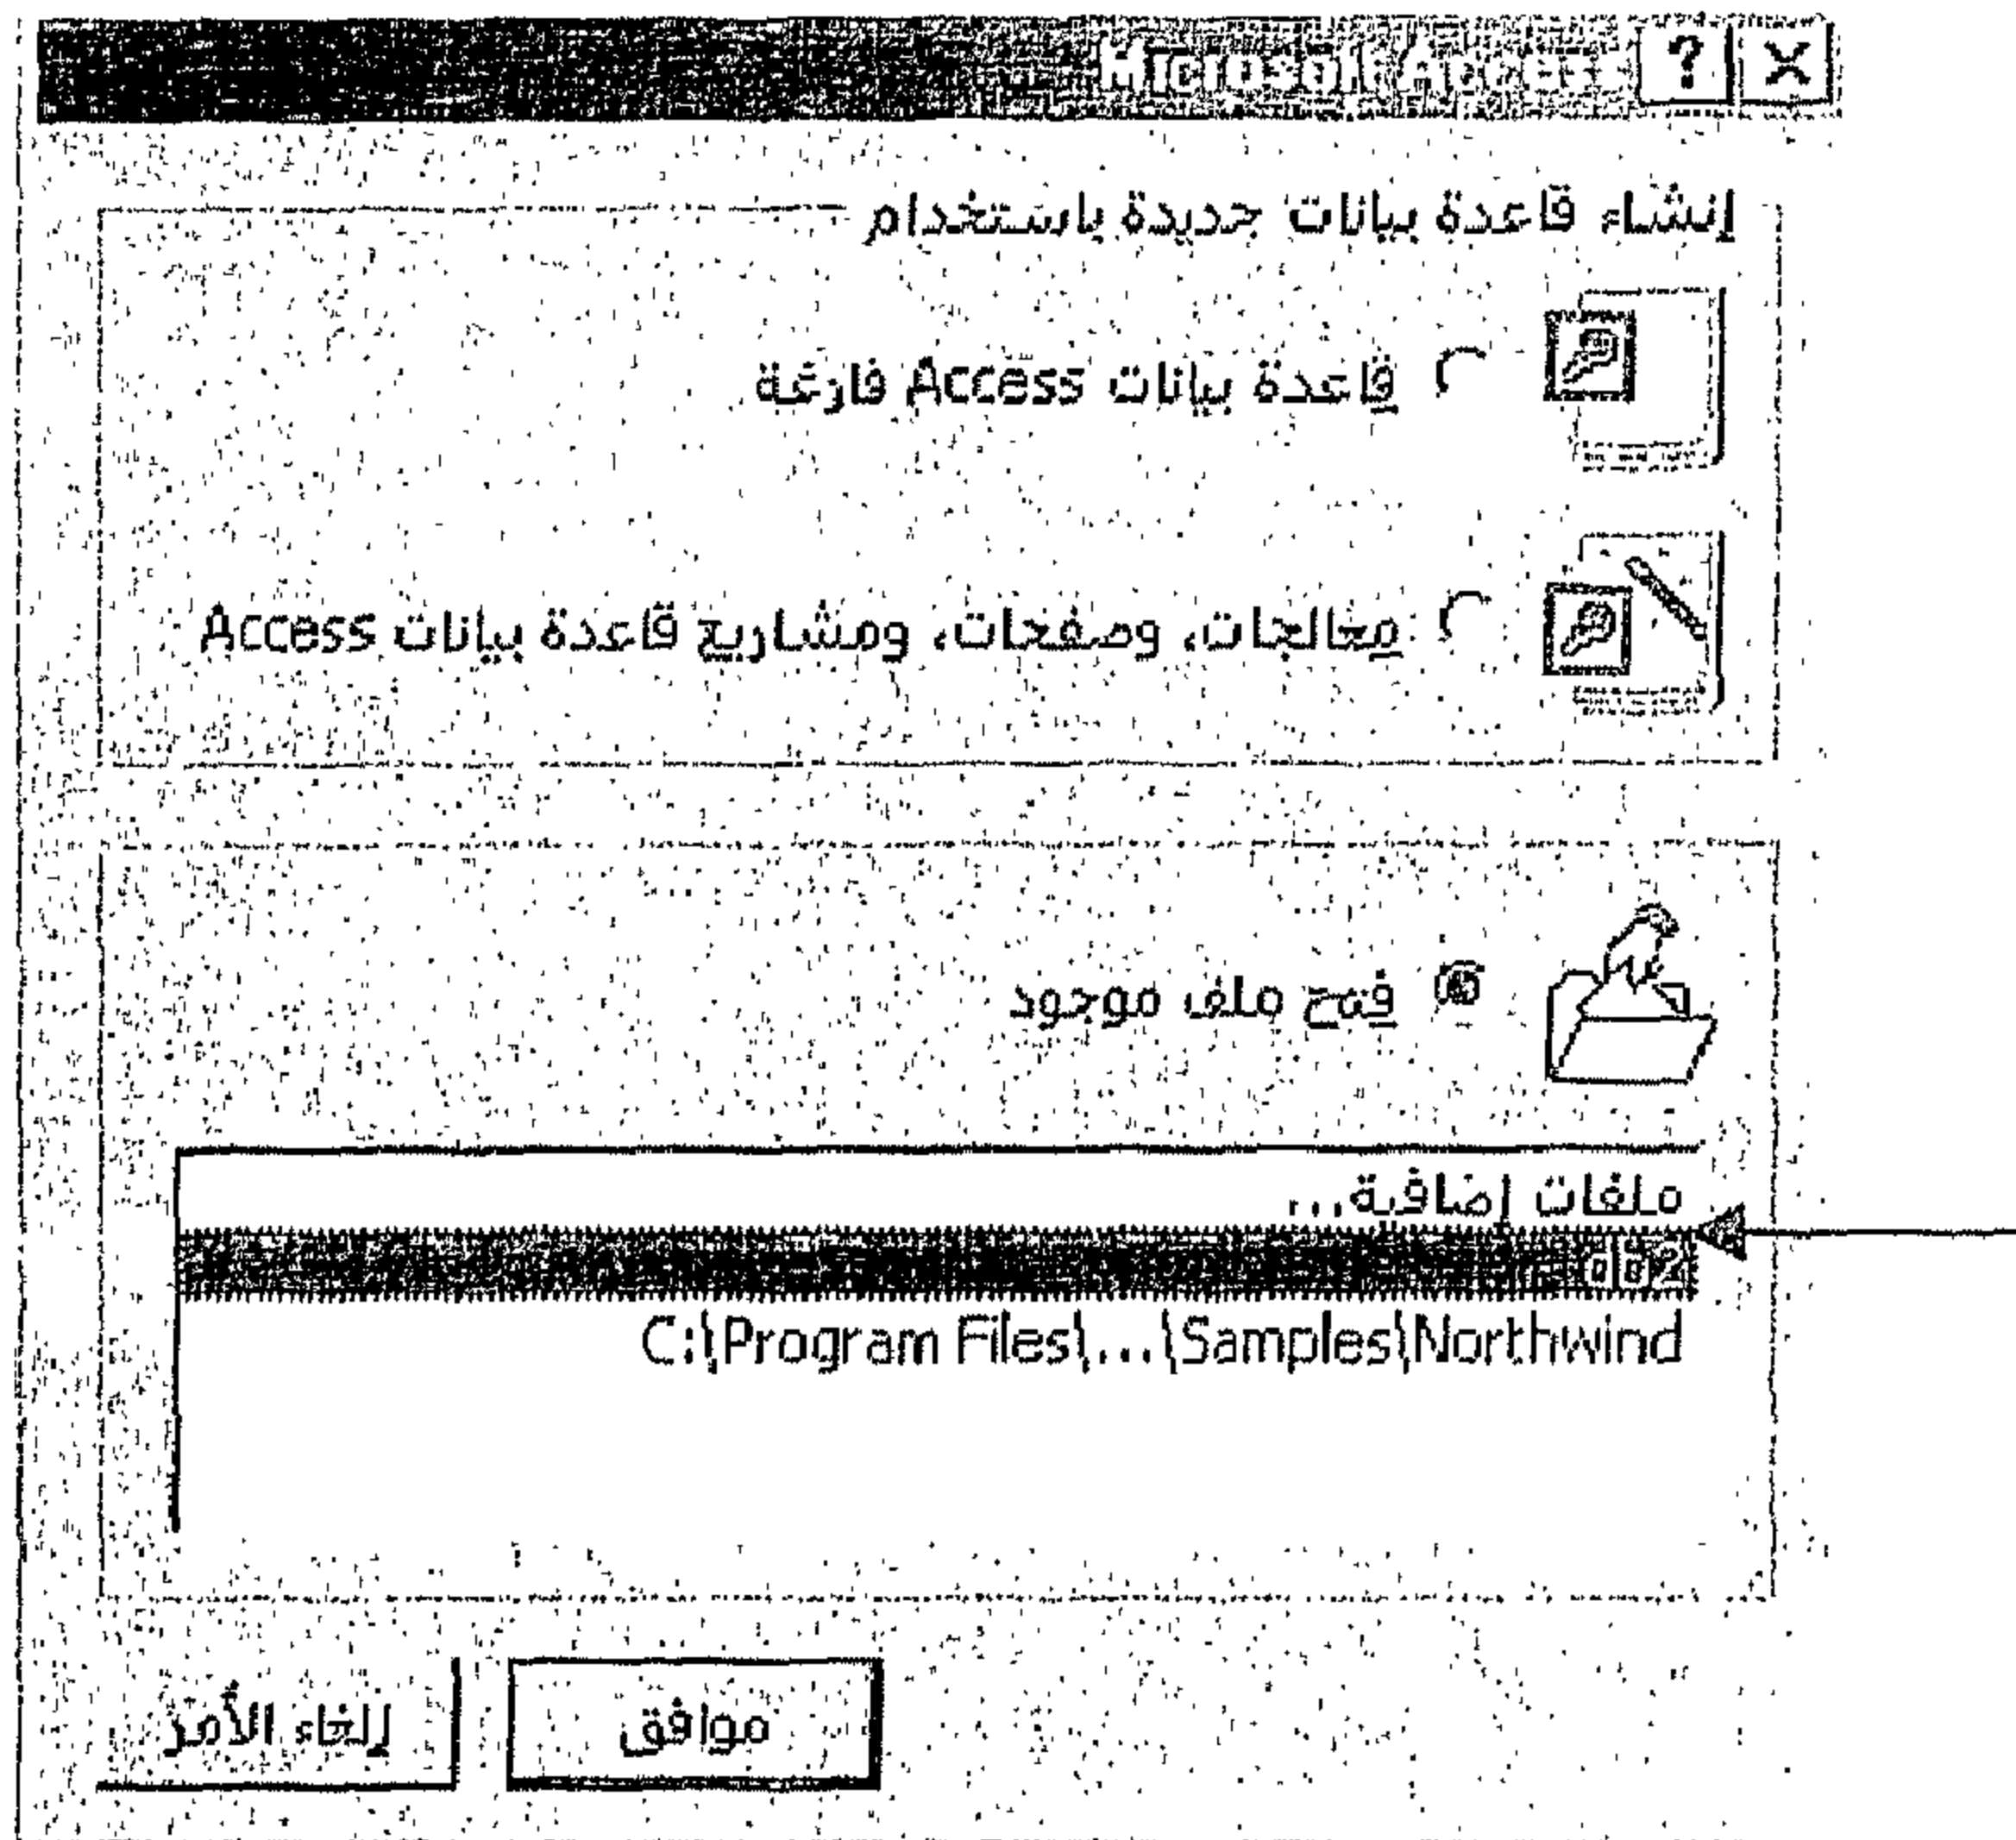 Microsoft Access
إنشاء قاعدة بيانات جديدة باستخدام
قاعدة بيانات Access فارغة
معالجات، وصفحات، ومشاريع قاعدة بيانات Access
فتح ملف موجود
ملفات إضافية...
db2
C:\Program Files\...\Samples\Northwind
موافق
إلغاء الأمر